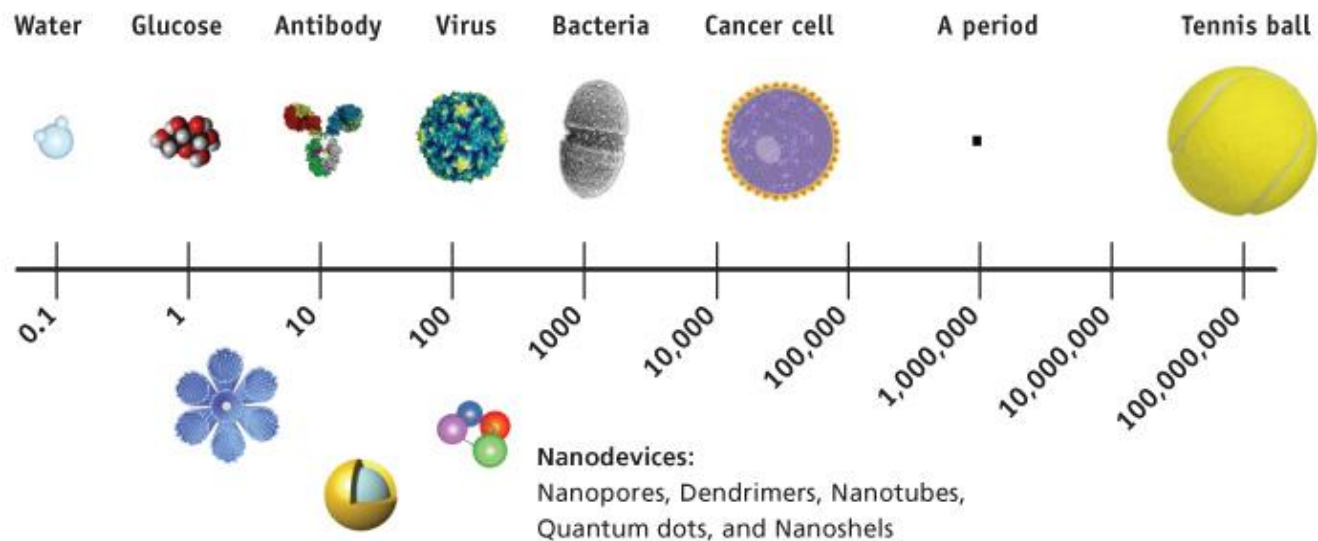 Water Glucose Antibody Virus Bacteria Cancer cell A period Tennis ball
0.1 1 10 100 1000 10,000 100,000 1,000,000 10,000,000 100,000,000
Nanodevices:
Nanopores, Dendrimers, Nanotubes,
Quantum dots, and Nanoshels